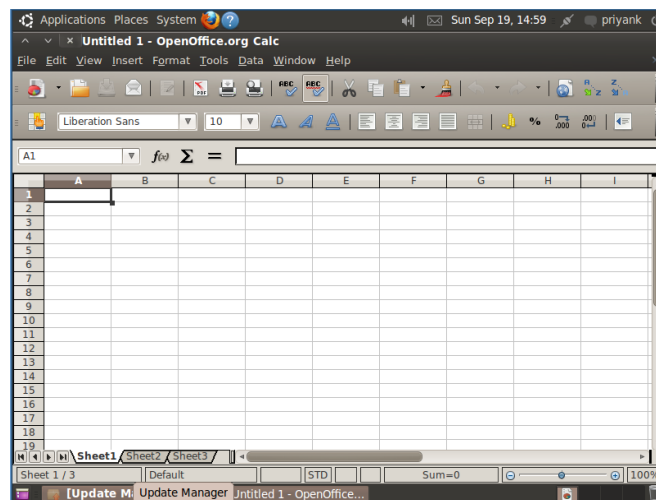 Applications Places System ? Sun Sep 19, 14:59 priyank
Untitled 1 - OpenOffice.org Calc
File Edit View Insert Format Tools Data Window Help
ABC ABC
Liberation Sans 10 A A A % 
A1 f(x) Σ =
A B C D E F G H I
1
2
3
4
5
6
7
8
9
10
11
12
13
14
15
16
17
18
19
Sheet1 Sheet2 Sheet3
Sheet 1 / 3 Default STD Sum=0 100%
[Update M Update Manager Untitled 1 - OpenOffice...